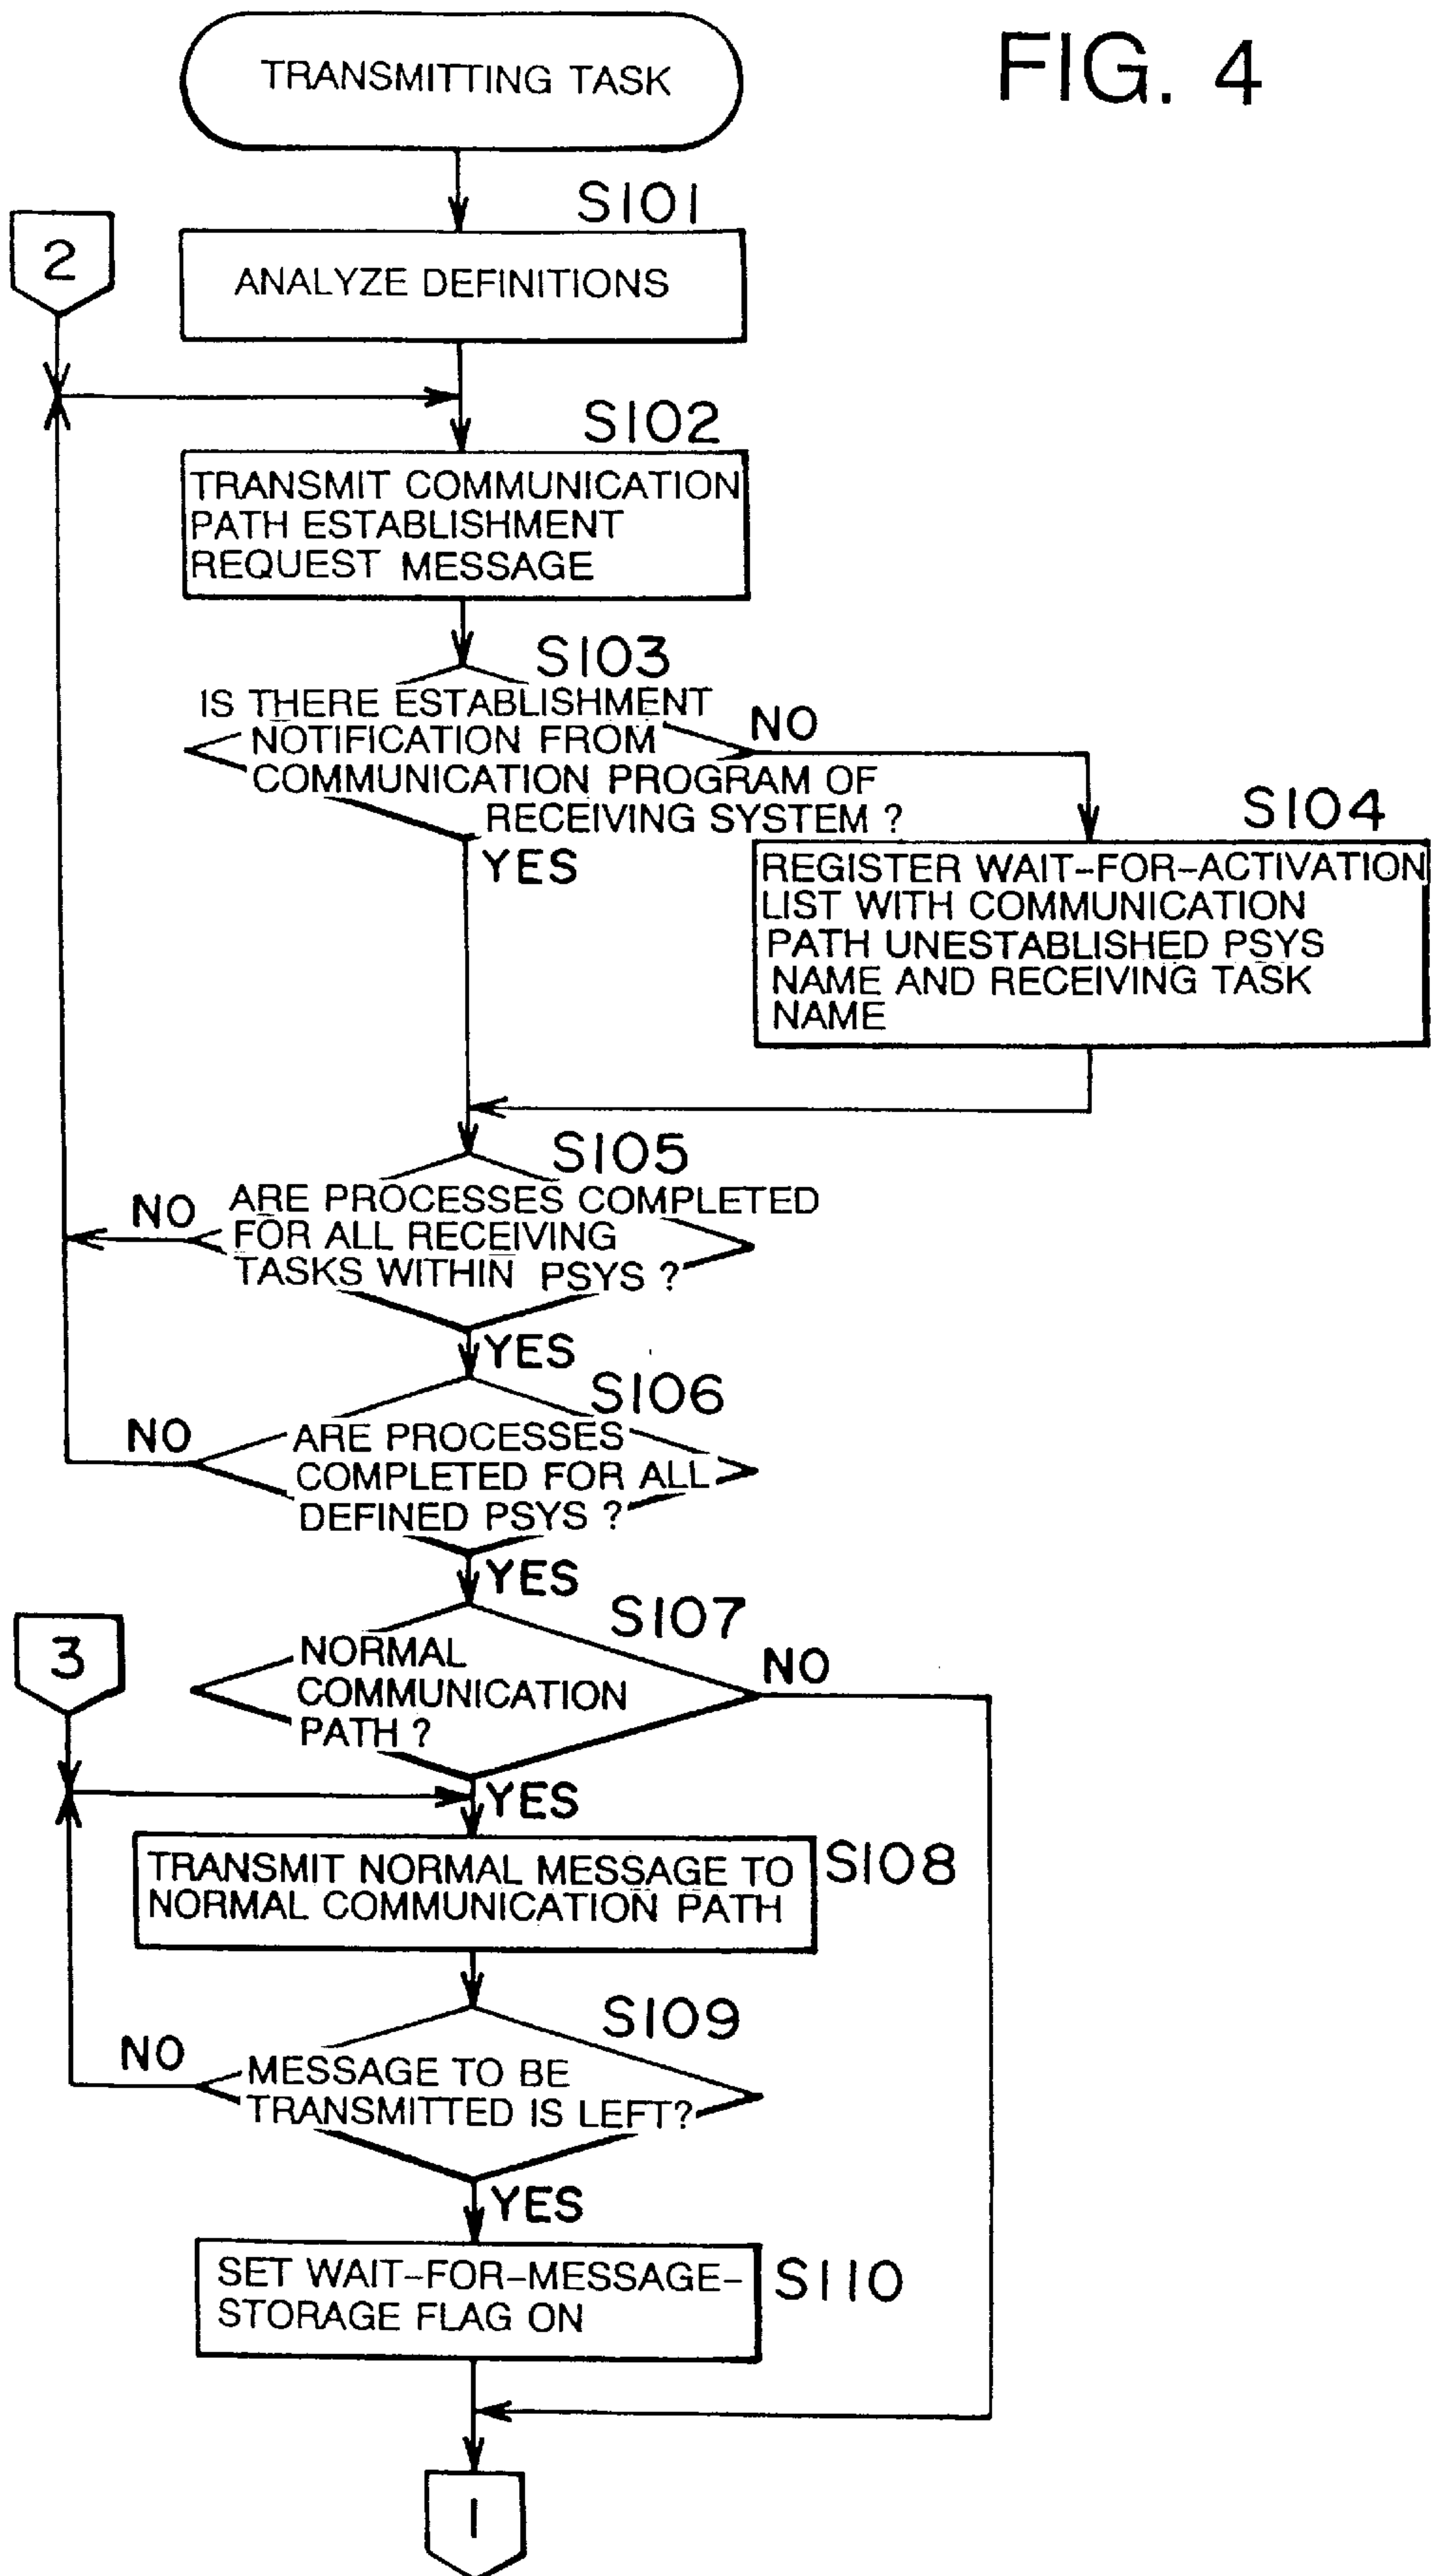 FIG. 4
TRANSMITTING TASK
S101
2
ANALYZE DEFINITIONS
S102
TRANSMIT COMMUNICATION
PATH ESTABLISHMENT
REQUEST MESSAGE
S103
IS THERE ESTABLISHMENT
NOTIFICATION FROM
COMMUNICATION PROGRAM OF
RECEIVING SYSTEM ?
NO
YES
S104
REGISTER WAIT-FOR-ACTIVATION
LIST WITH COMMUNICATION
PATH UNESTABLISHED PSYS
NAME AND RECEIVING TASK
NAME
S105
NO
ARE PROCESSES COMPLETED
FOR ALL RECEIVING
TASKS WITHIN PSYS ?
YES
S106
NO
ARE PROCESSES
COMPLETED FOR ALL
DEFINED PSYS ?
YES
S107
3
NORMAL
COMMUNICATION
PATH ?
NO
YES
TRANSMIT NORMAL MESSAGE TO
NORMAL COMMUNICATION PATH
S108
S109
NO
MESSAGE TO BE
TRANSMITTED IS LEFT?
YES
SET WAIT-FOR-MESSAGE-
STORAGE FLAG ON
S110
1